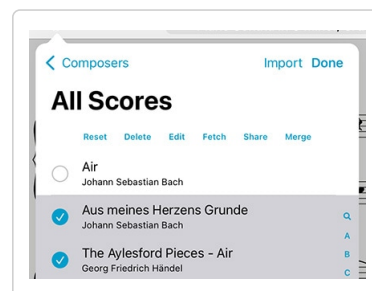 Composers Import Done
All Scores
Reset Delete Edit Fetch Share Merge
Air
Johann Sebastian Bach
Aus meines Herzens Grunde
Johann Sebastian Bach
A
The Aylesford Pieces - Air
B
Georg Friedrich Händel
C